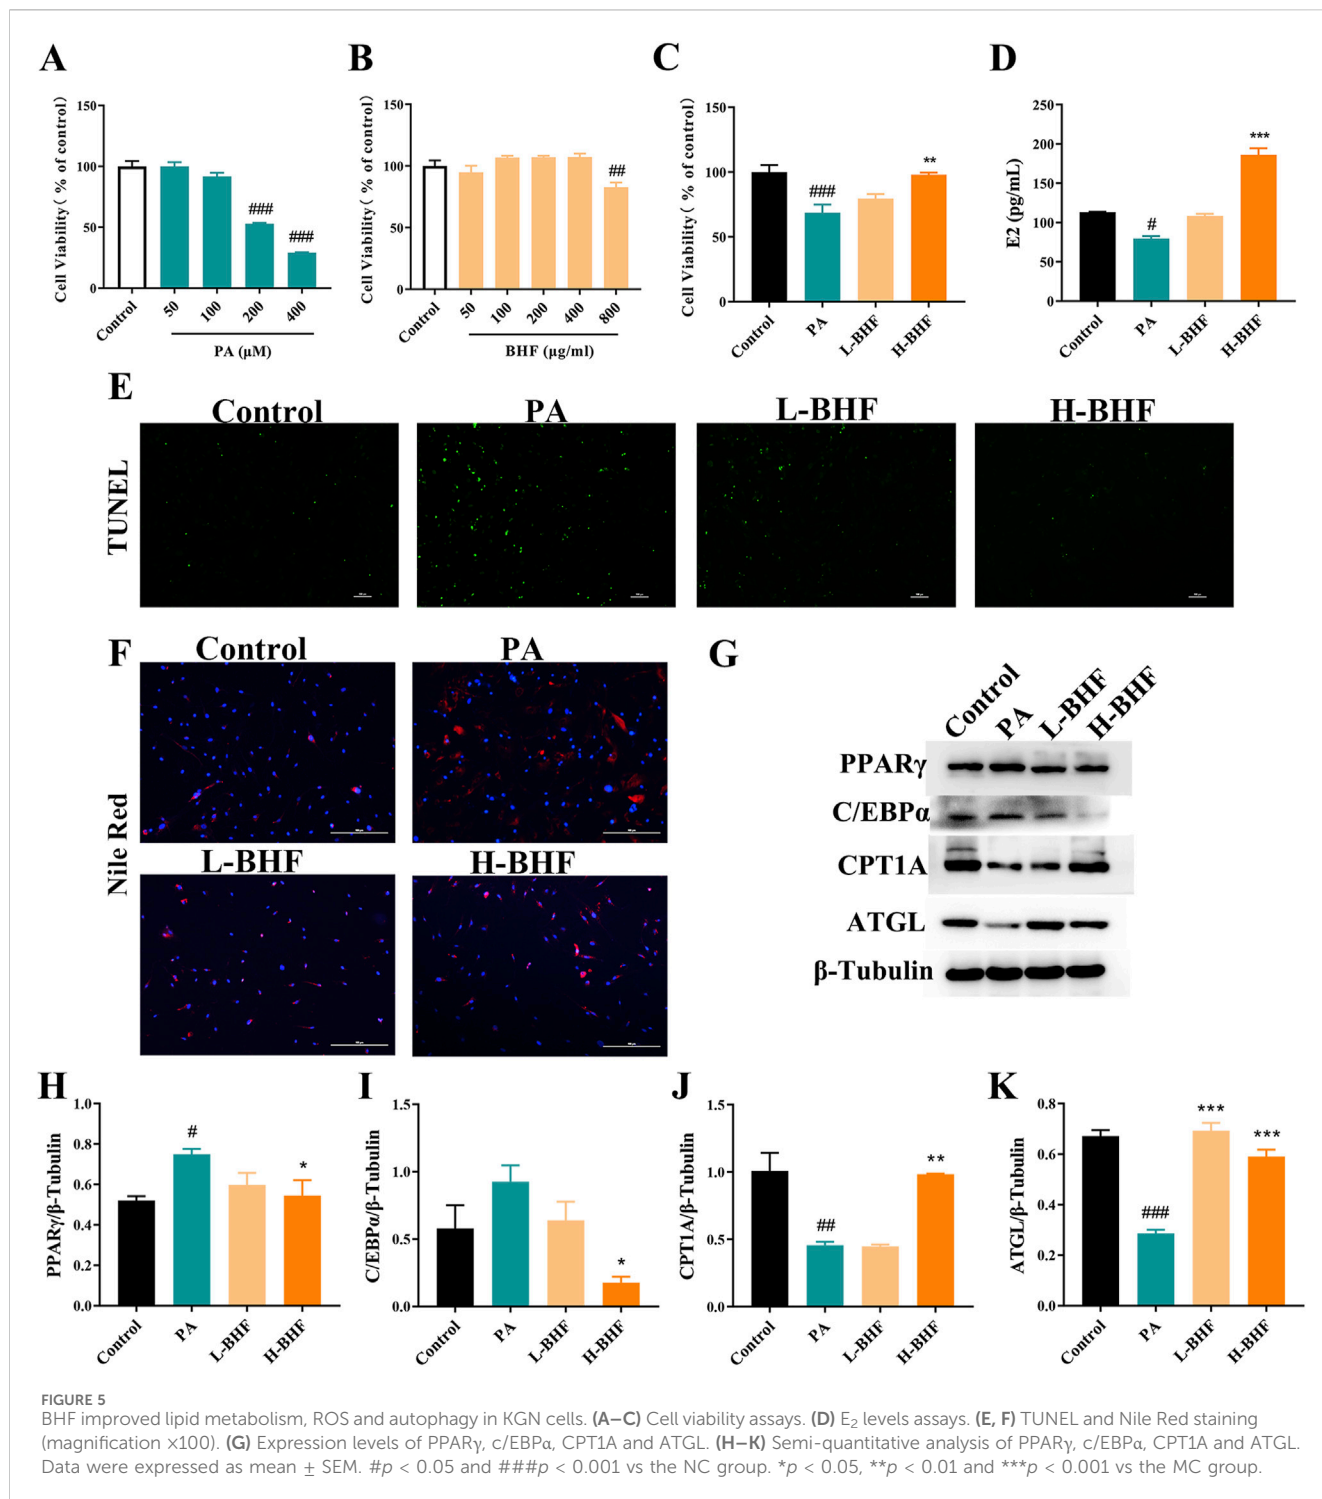 A
Cell Viability( % of control)
150
100
50
0
Control
50
100
200
400
###
###
PA (μM)
B
Cell Viability( % of control)
150
100
50
0
Control
50
100
200
400
800
##
BHF (μg/ml)
C
Cell Viability( % of control)
150
100
50
0
###
**
Control
PA
L-BHF
H-BHF
D
E2 (pg/mL)
250
200
150
100
50
0
#
***
Control
PA
L-BHF
H-BHF
E
TUNEL
Control
PA
L-BHF
H-BHF
F
Nile Red
Control
PA
L-BHF
H-BHF
G
Control
PA
L-BHF
H-BHF
PPARγ
C/EBPα
CPT1A
ATGL
β-Tubulin
H
PPARγ/β-Tubulin
1.0
0.8
0.6
0.4
0.2
0.0
#
*
Control
PA
L-BHF
H-BHF
I
C/EBPα/β-Tubulin
1.5
1.0
0.5
0.0
*
Control
PA
L-BHF
H-BHF
J
CPT1A/β-Tubulin
1.5
1.0
0.5
0.0
##
**
Control
PA
L-BHF
H-BHF
K
ATGL/β-Tubulin
0.8
0.6
0.4
0.2
0.0
###
***
***
Control
PA
L-BHF
H-BHF
FIGURE 5
BHF improved lipid metabolism, ROS and autophagy in KGN cells. (A–C) Cell viability assays. (D) E₂ levels assays. (E, F) TUNEL and Nile Red staining
(magnification ×100). (G) Expression levels of PPARγ, c/EBPα, CPT1A and ATGL. (H–K) Semi-quantitative analysis of PPARγ, c/EBPα, CPT1A and ATGL.
Data were expressed as mean ± SEM. #p < 0.05 and ###p < 0.001 vs the NC group. *p < 0.05, **p < 0.01 and ***p < 0.001 vs the MC group.